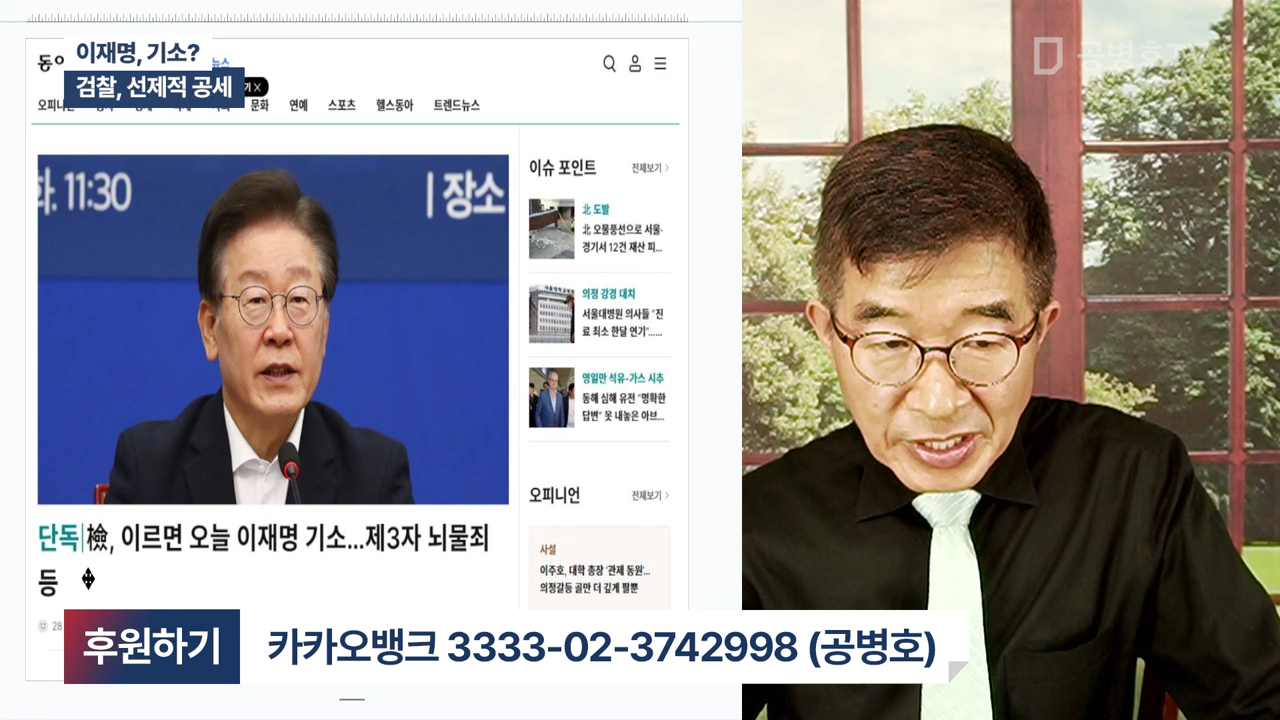 이재명, 기소?
검찰, 선제적 공세
공병호TV
뉴스
문화 연예 스포츠 헬스동아 트렌드뉴스
11:30
장소
이슈 포인트 전체보기
北 도발
北 오물풍선으로 서울·
경기서 12건 재산 피...
의정 강경 대치
서울대병원 의사들 “진
료 최소 한달 연기”……
영일만 석유-가스 시추
동해 심해 유전 “명확한
답변” 못 내놓은 아브...
오피니언 전체보기
사설
이주호, 대학 총장 ‘관제 동원’...
의정갈등 골만 더 깊게 팔뿐
단독 檢, 이르면 오늘 이재명 기소...제3자 뇌물죄
등
28
후원하기
카카오뱅크 3333-02-3742998 (공병호)